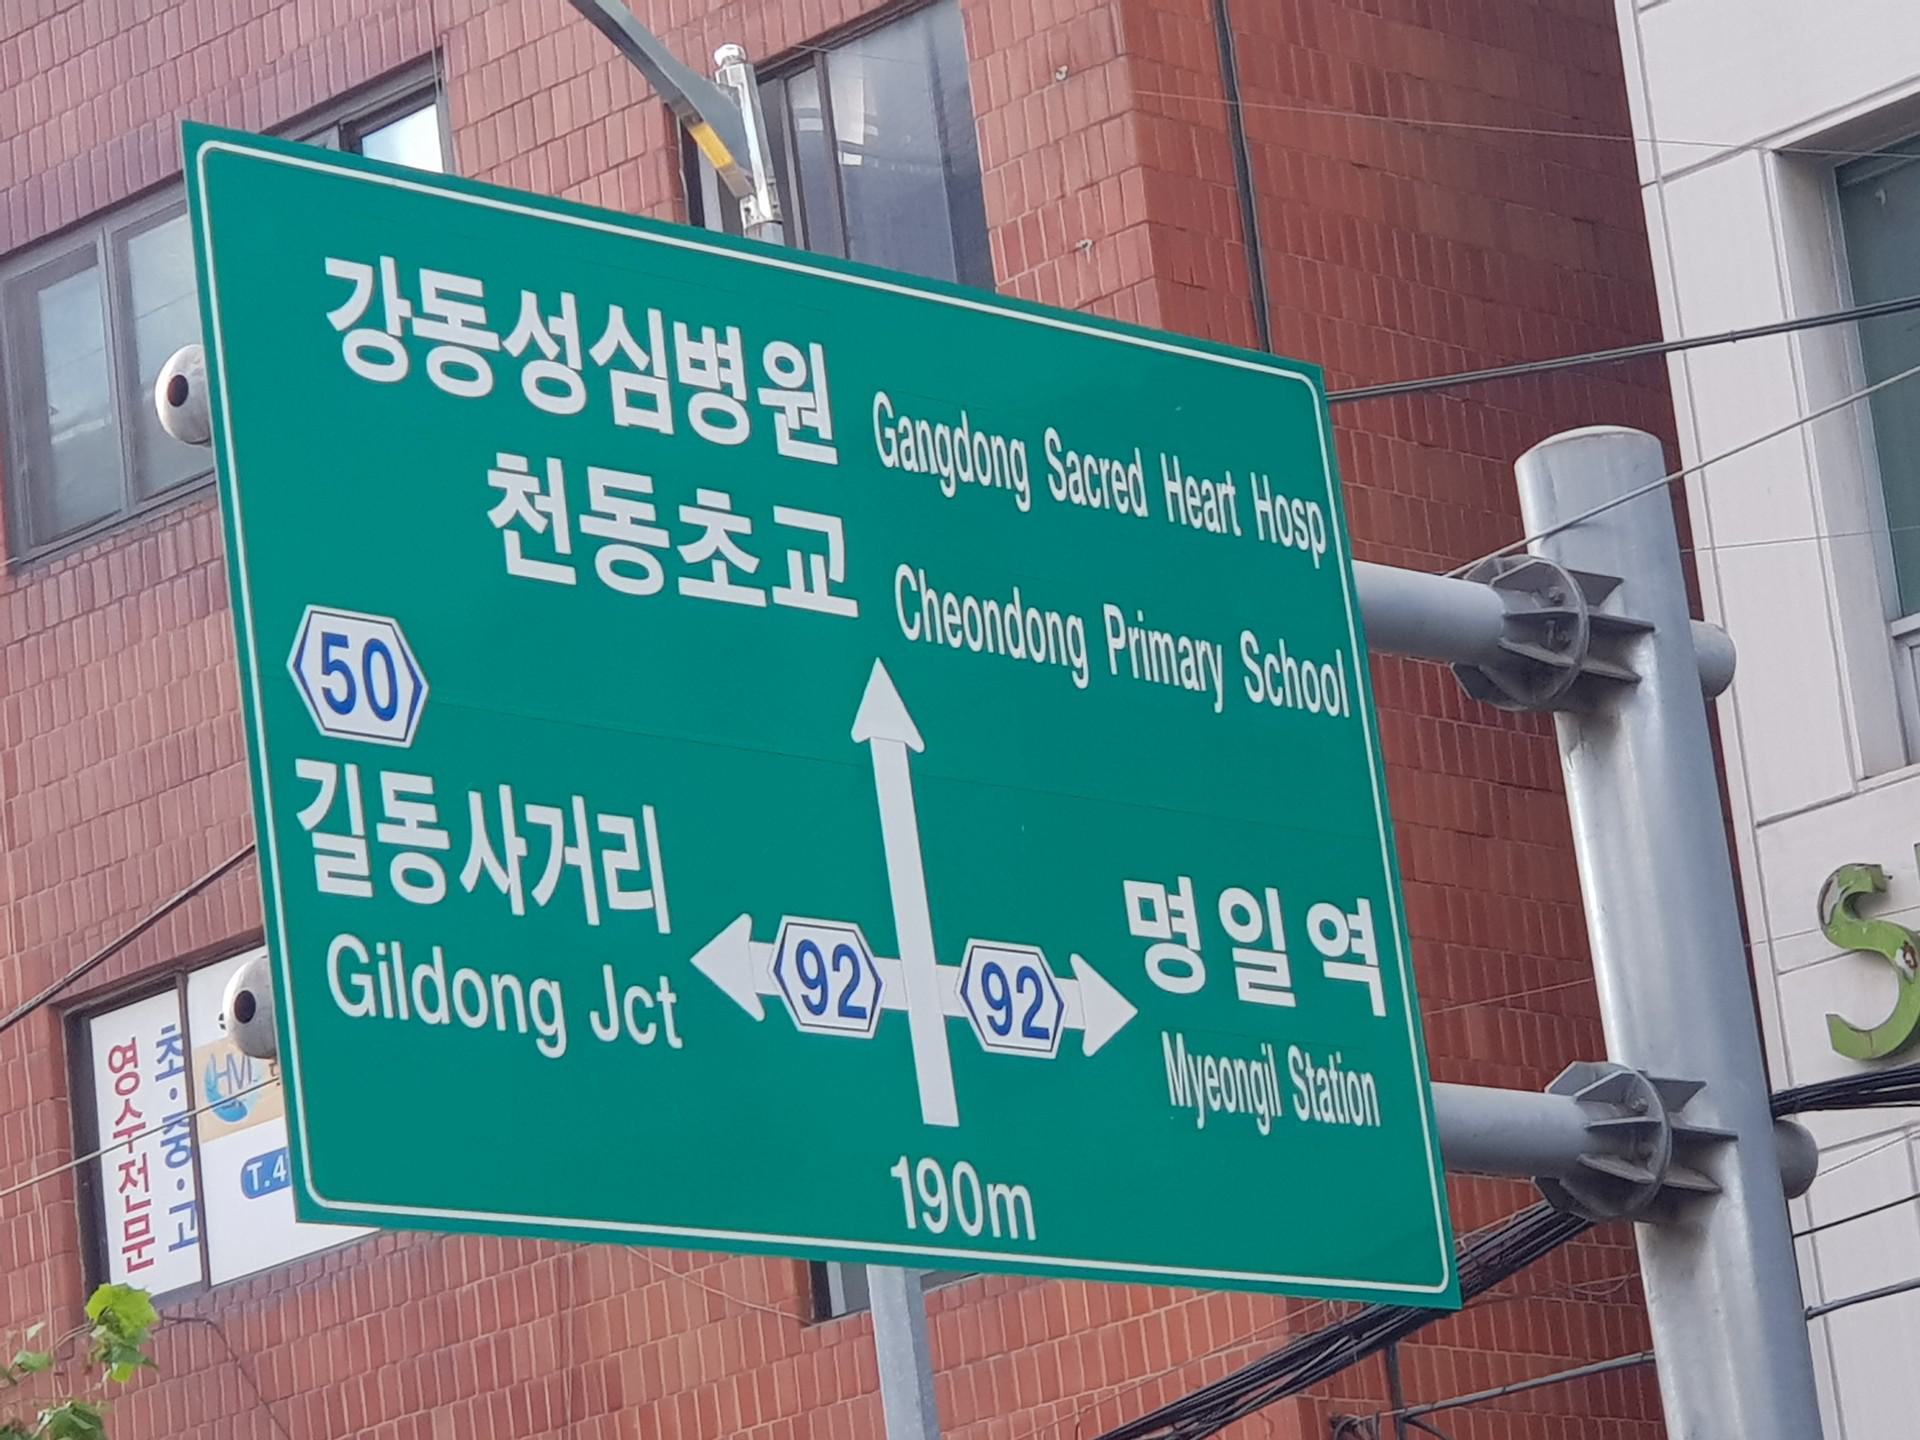 강동성심병원 Gangdong Sacred Heart Hosp
천동초교 Cheondong Primary School
50
길동사거리
Gildong Jct
92
92
명일역
Myeongil Station
190m
초·중·고
영수전문
HM
T.4
S